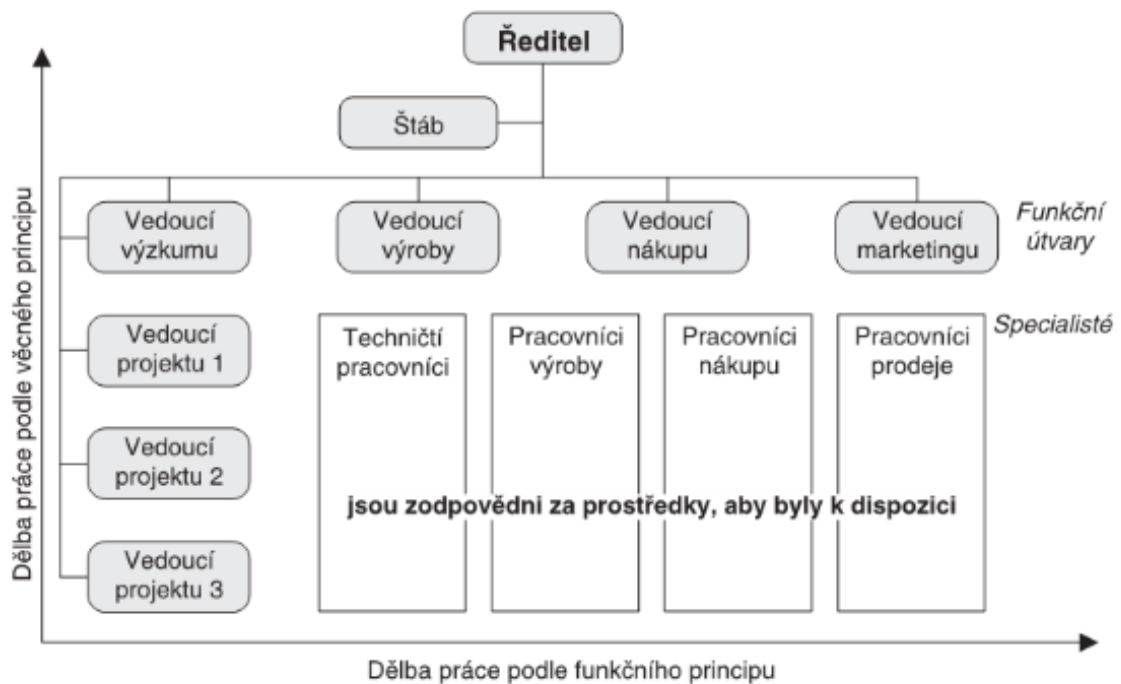 Ředitel
Štáb
Vedoucí
výzkumu
Vedoucí
výroby
Vedoucí
nákupu
Vedoucí
marketingu
Funkční
útvary
Vedoucí
projektu 1
Techničtí
pracovníci
Pracovníci
výroby
Pracovníci
nákupu
Pracovníci
prodeje
Specialisté
Vedoucí
projektu 2
jsou zodpovědni za prostředky, aby byly k dispozici
Vedoucí
projektu 3
Dělba práce podle věcného principu
Dělba práce podle funkčního principu